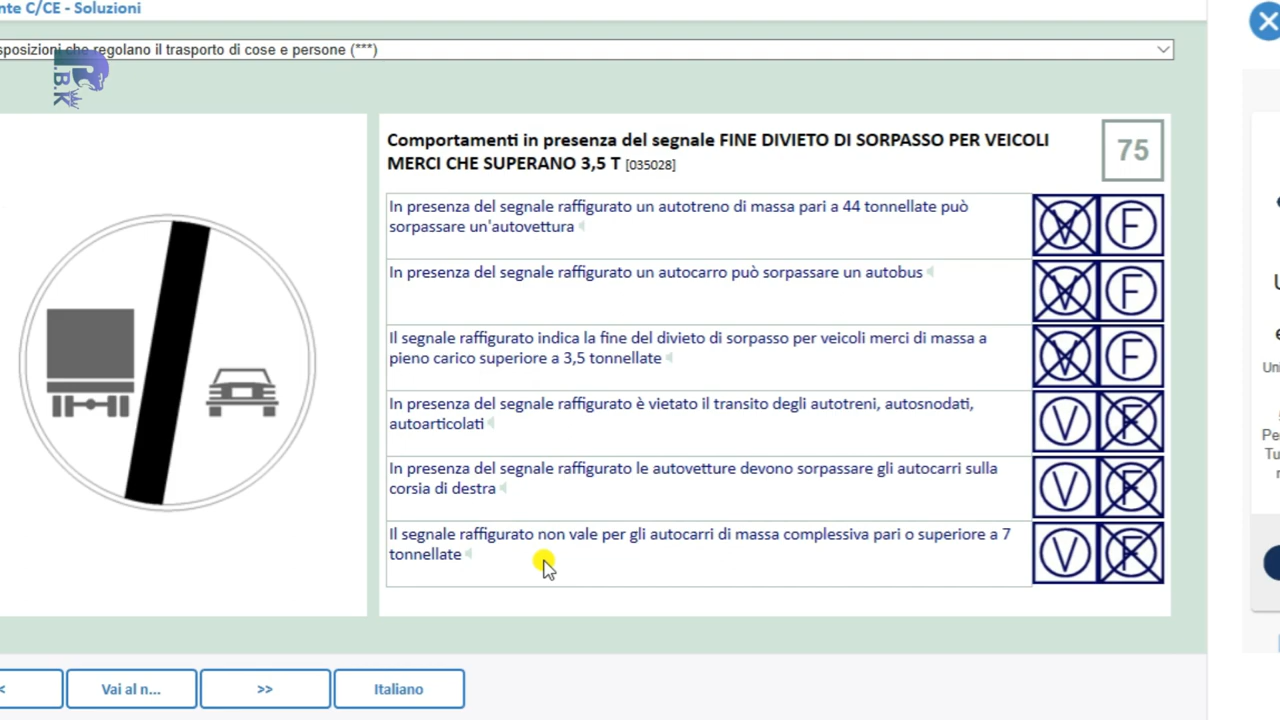 nte C/CE - Soluzioni
sposizioni che regolano il trasporto di cose e persone (***)
.B.K
Comportamenti in presenza del segnale FINE DIVIETO DI SORPASSO PER VEICOLI
MERCI CHE SUPERANO 3,5 T [035028]
75
In presenza del segnale raffigurato un autotreno di massa pari a 44 tonnellate può
sorpassare un'autovettura
V F
In presenza del segnale raffigurato un autocarro può sorpassare un autobus
V F
Il segnale raffigurato indica la fine del divieto di sorpasso per veicoli merci di massa a
pieno carico superiore a 3,5 tonnellate
V F
In presenza del segnale raffigurato è vietato il transito degli autotreni, autosnodati,
autoarticolati
V F
In presenza del segnale raffigurato le autovetture devono sorpassare gli autocarri sulla
corsia di destra
V F
Il segnale raffigurato non vale per gli autocarri di massa complessiva pari o superiore a 7
tonnellate
V F
< Vai al n... >> Italiano
Uni
Pe
Tu